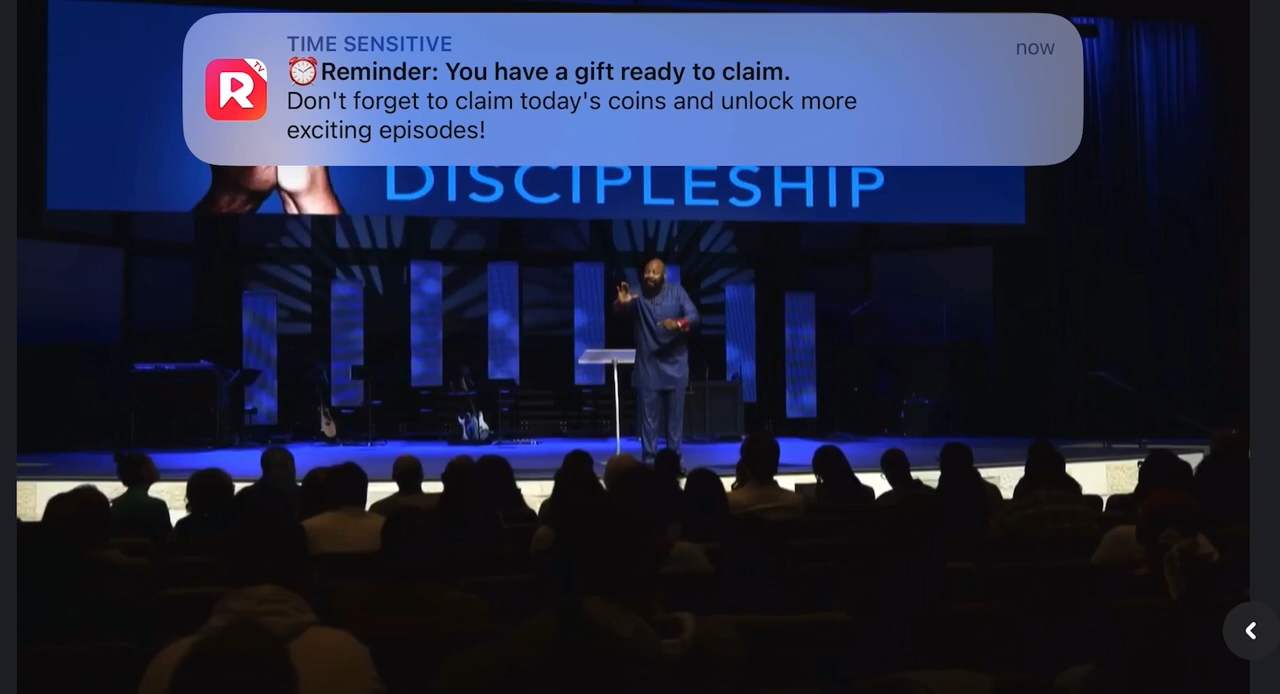 TIME SENSITIVE
now
⏰Reminder: You have a gift ready to claim.
Don't forget to claim today's coins and unlock more
exciting episodes!
R TV
DISCIPLESHIP